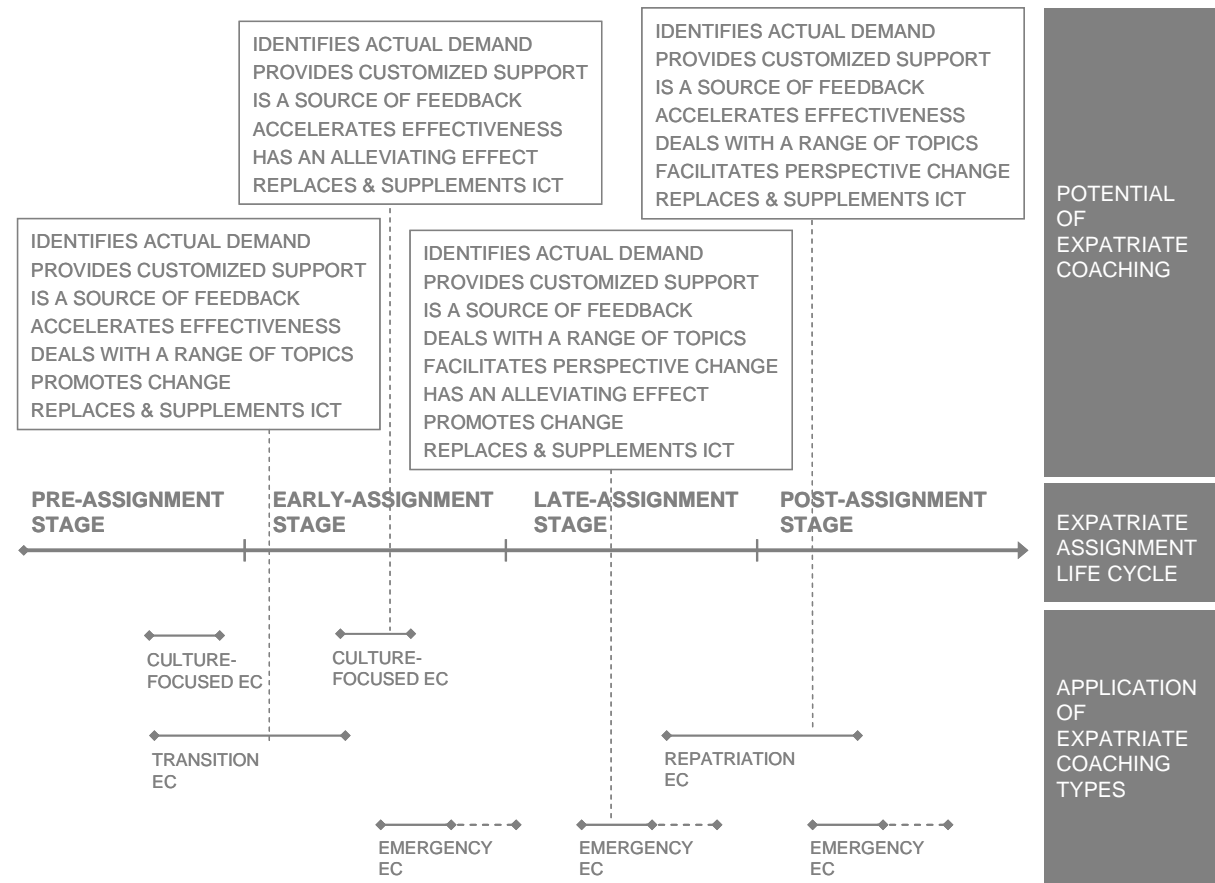 IDENTIFIES ACTUAL DEMAND
PROVIDES CUSTOMIZED SUPPORT
IS A SOURCE OF FEEDBACK
ACCELERATES EFFECTIVENESS
HAS AN ALLEVIATING EFFECT
REPLACES & SUPPLEMENTS ICT
IDENTIFIES ACTUAL DEMAND
PROVIDES CUSTOMIZED SUPPORT
IS A SOURCE OF FEEDBACK
ACCELERATES EFFECTIVENESS
DEALS WITH A RANGE OF TOPICS
FACILITATES PERSPECTIVE CHANGE
REPLACES & SUPPLEMENTS ICT
IDENTIFIES ACTUAL DEMAND
PROVIDES CUSTOMIZED SUPPORT
IS A SOURCE OF FEEDBACK
ACCELERATES EFFECTIVENESS
DEALS WITH A RANGE OF TOPICS
PROMOTES CHANGE
REPLACES & SUPPLEMENTS ICT
IDENTIFIES ACTUAL DEMAND
PROVIDES CUSTOMIZED SUPPORT
IS A SOURCE OF FEEDBACK
DEALS WITH A RANGE OF TOPICS
FACILITATES PERSPECTIVE CHANGE
HAS AN ALLEVIATING EFFECT
PROMOTES CHANGE
REPLACES & SUPPLEMENTS ICT
POTENTIAL
OF
EXPATRIATE
COACHING
PRE-ASSIGNMENT
STAGE
EARLY-ASSIGNMENT
STAGE
LATE-ASSIGNMENT
STAGE
POST-ASSIGNMENT
STAGE
EXPATRIATE
ASSIGNMENT
LIFE CYCLE
CULTURE-
FOCUSED EC
CULTURE-
FOCUSED EC
TRANSITION
EC
REPATRIATION
EC
EMERGENCY
EC
EMERGENCY
EC
EMERGENCY
EC
APPLICATION
OF
EXPATRIATE
COACHING
TYPES